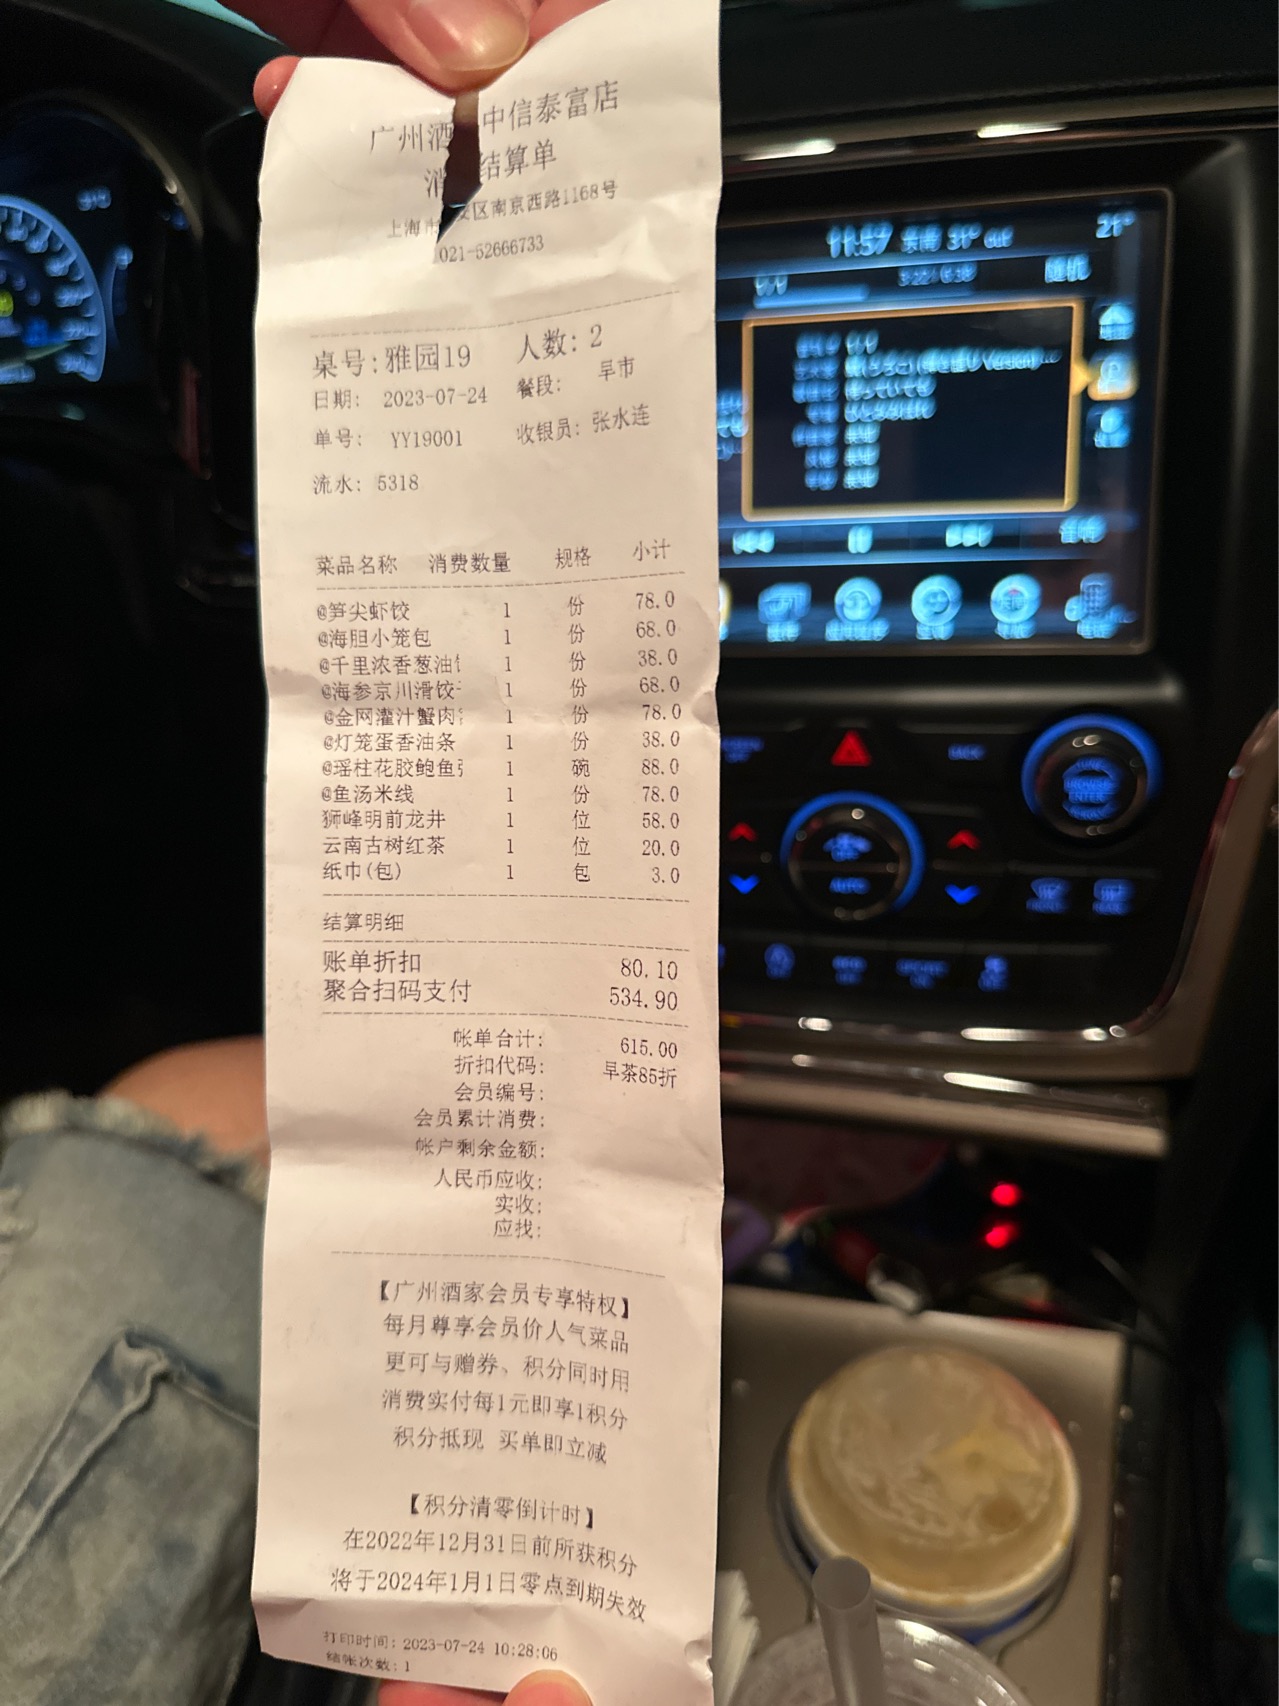 广州酒 中信泰富店
消 结算单
上海市 区南京西路1168号
021-52666733
桌号:雅园19 人数: 2
日期: 2023-07-24 餐段: 早市
单号: YY19001 收银员: 张水连
流水: 5318
菜品名称 消费数量 规格 小计
@笋尖虾饺 1 份 78.0
@海胆小笼包 1 份 68.0
@千里浓香葱油 1 份 38.0
@海参京川滑饺 1 份 68.0
@金网灌汁蟹肉 1 份 78.0
@灯笼蛋香油条 1 份 38.0
@瑶柱花胶鲍鱼 1 碗 88.0
@鱼汤米线 1 份 78.0
狮峰明前龙井 1 位 58.0
云南古树红茶 1 位 20.0
纸巾(包) 1 包 3.0
结算明细
账单折扣 80.10
聚合扫码支付 534.90
帐单合计: 615.00
折扣代码: 早茶85折
会员编号:
会员累计消费:
帐户剩余金额:
人民币应收:
实收:
应找:
【广州酒家会员专享特权】
每月尊享会员价人气菜品
更可与赠券、积分同时用
消费实付每1元即享1积分
积分抵现 买单即立减
【积分清零倒计时】
在2022年12月31日前所获积分
将于2024年1月1日零点到期失效
打印时间: 2023-07-24 10:28:06
结帐次数: 1
11:57
31° out
21°
随机
AUTO
BACK